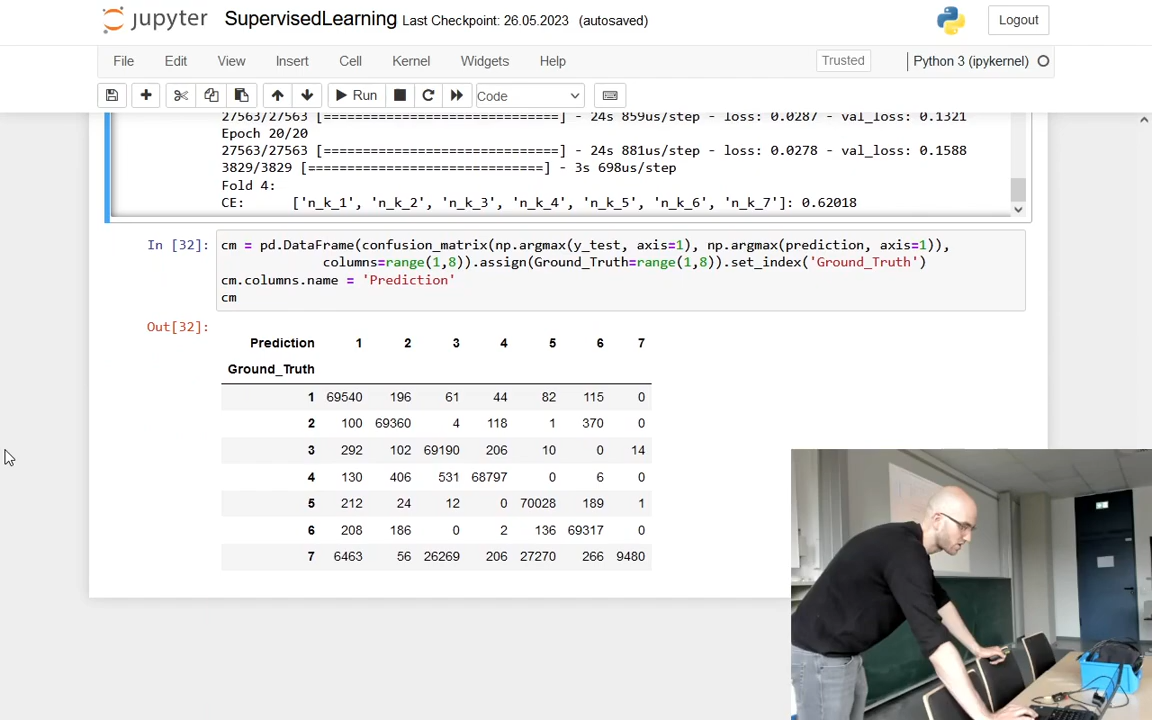 jupyter SupervisedLearning Last Checkpoint: 26.05.2023 (autosaved) Logout
File Edit View Insert Cell Kernel Widgets Help Trusted Python 3 (ipykernel)
Run Code
27563/27563 [==============================] - 24s 859us/step - loss: 0.0287 - val_loss: 0.1321
Epoch 20/20
27563/27563 [==============================] - 24s 881us/step - loss: 0.0278 - val_loss: 0.1588
3829/3829 [==============================] - 3s 698us/step
Fold 4:
CE: ['n_k_1', 'n_k_2', 'n_k_3', 'n_k_4', 'n_k_5', 'n_k_6', 'n_k_7']: 0.62018
In [32]: cm = pd.DataFrame(confusion_matrix(np.argmax(y_test, axis=1), np.argmax(prediction, axis=1)),
columns=range(1,8)).assign(Ground_Truth=range(1,8)).set_index('Ground_Truth')
cm.columns.name = 'Prediction'
cm
Out[32]:
Prediction 1 2 3 4 5 6 7
Ground_Truth
1 69540 196 61 44 82 115 0
2 100 69360 4 118 1 370 0
3 292 102 69190 206 10 0 14
4 130 406 531 68797 0 6 0
5 212 24 12 0 70028 189 1
6 208 186 0 2 136 69317 0
7 6463 56 26269 206 27270 266 9480